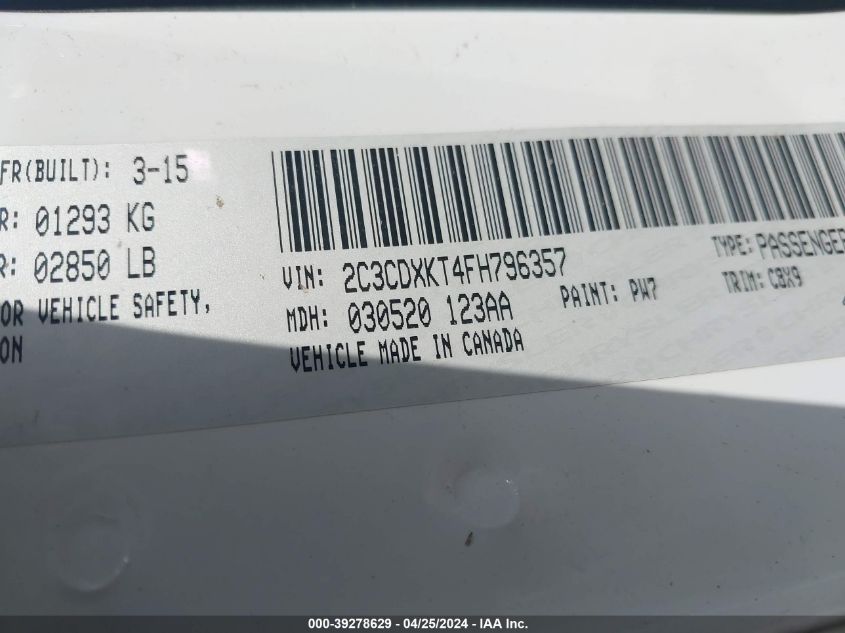 FR(BUILT): 3-15
R: 01293 KG
R: 02850 LB
OR VEHICLE SAFETY,
ON
VIN: 2C3CDXKT4FH796357
TYPE: PASSENGER
MDH: 030520 123AA
PAINT: PW7
TRIM: CBX9
VEHICLE MADE IN CANADA
000-39278629 - 04/25/2024 - IAA Inc.